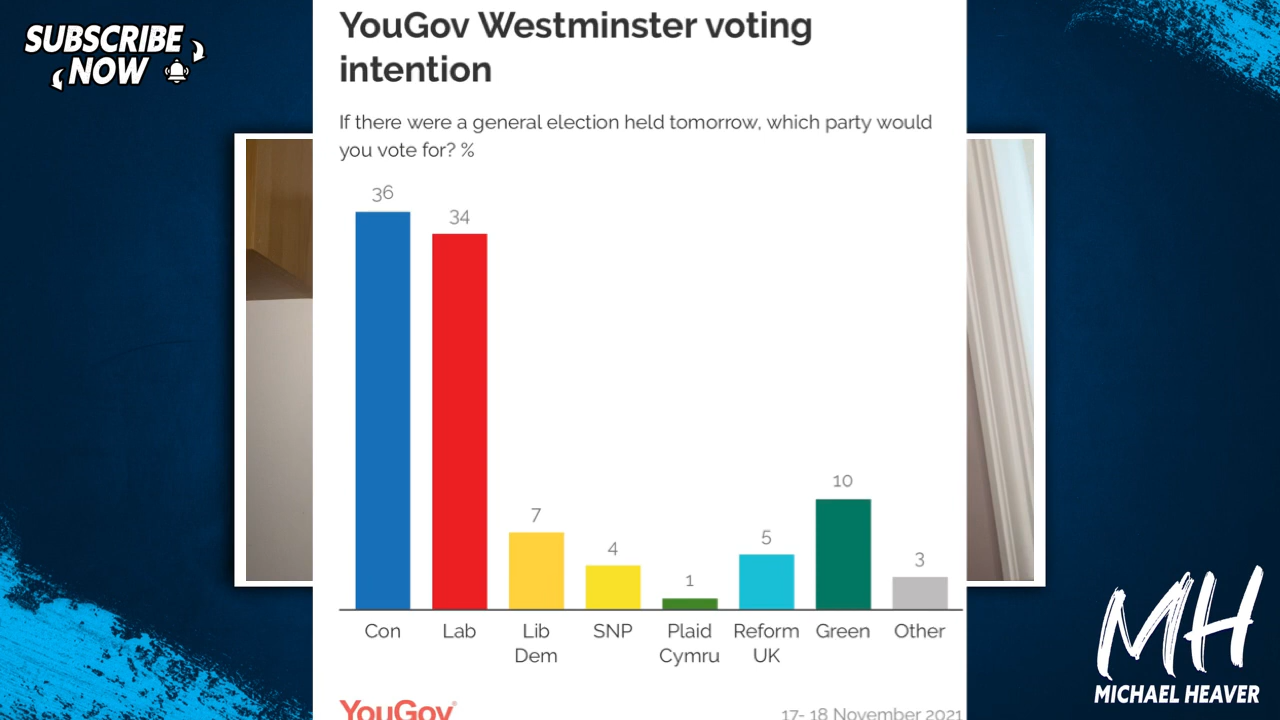 SUBSCRIBE
NOW
YouGov Westminster voting
intention
If there were a general election held tomorrow, which party would
you vote for? %
36
34
7
4
1
5
10
3
Con
Lab
Lib
Dem
SNP
Plaid
Cymru
Reform
UK
Green
Other
YouGov®
17- 18 November 2021
MH
MICHAEL HEAVER